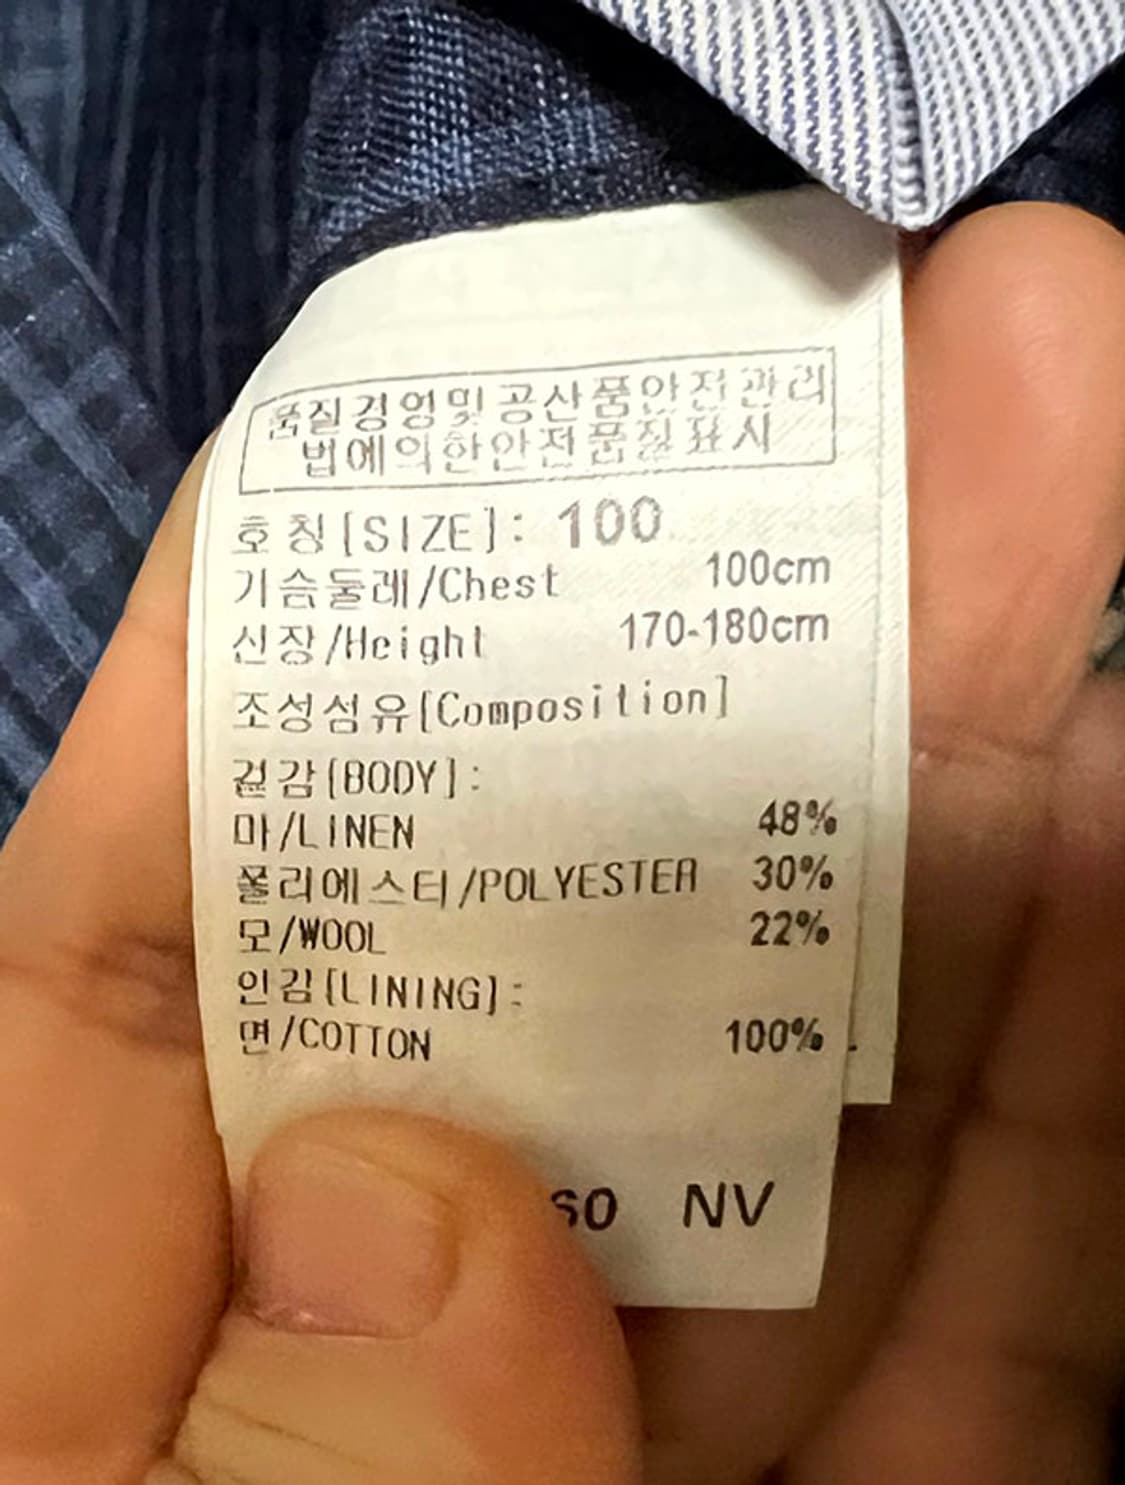 품질경영및공산품안전관리
법에의한안전품질표시
호칭[SIZE]: 100
기슴둘레/Chest 100cm
신장/Height 170-180cm
조성섬유[Composition]
겉감[BODY]:
마/LINEN 48%
폴리에스터/POLYESTER 30%
모/WOOL 22%
인김[LINING]:
면/COTTON 100%
NV